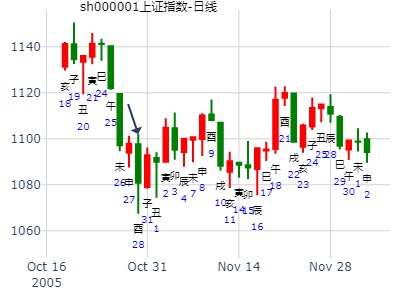 sh000001上证指数-日线
1140
1120
1100
1080
1060
亥
18
子
19
丑
20
寅
21
巳
24
午
25
未
26
申
27
酉
28
子
31
丑
1
寅
2
卯
3
辰
4
未
7
申
8
酉
9
戌
10
亥
11
寅
14
卯
15
辰
16
巳
17
午
18
酉
21
戌
22
亥
23
子
24
丑
25
辰
28
巳
29
午
30
未
1
申
2
Oct 16
2005
Oct 31
Nov 14
Nov 28